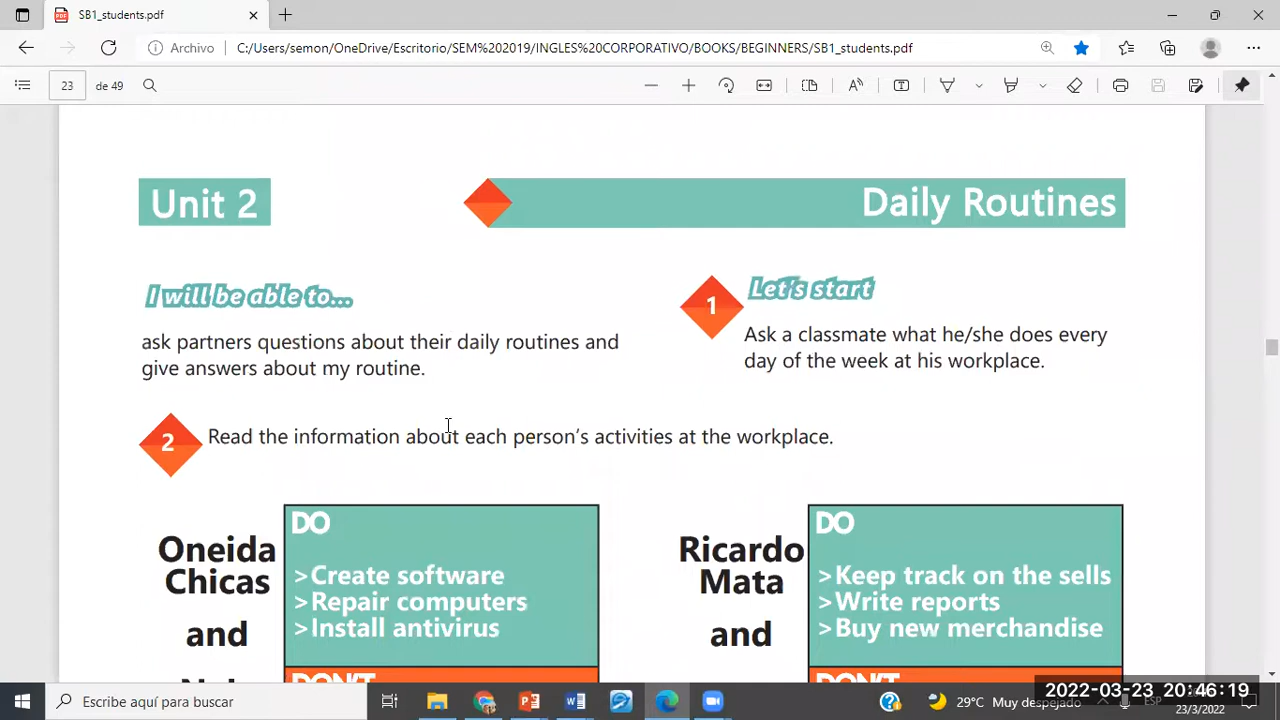 SB1_students.pdf
Archivo
C:/Users/semon/OneDrive/Escritorio/SEM%202019/INGLES%20CORPORATIVO/BOOKS/BEGINNERS/SB1_students.pdf
23
de 49
Unit 2
Daily Routines
I will be able to...
ask partners questions about their daily routines and
give answers about my routine.
1
Let's start
Ask a classmate what he/she does every
day of the week at his workplace.
2
Read the information about each person's activities at the workplace.
Oneida
Chicas
and
DO
>Create software
>Repair computers
>Install antivirus
DON'T
Ricardo
Mata
and
DO
>Keep track on the sells
>Write reports
>Buy new merchandise
DON'T
Escribe aquí para buscar
29°C Muy despejado
ESP
2022-03-23 20:46:19
23/3/2022